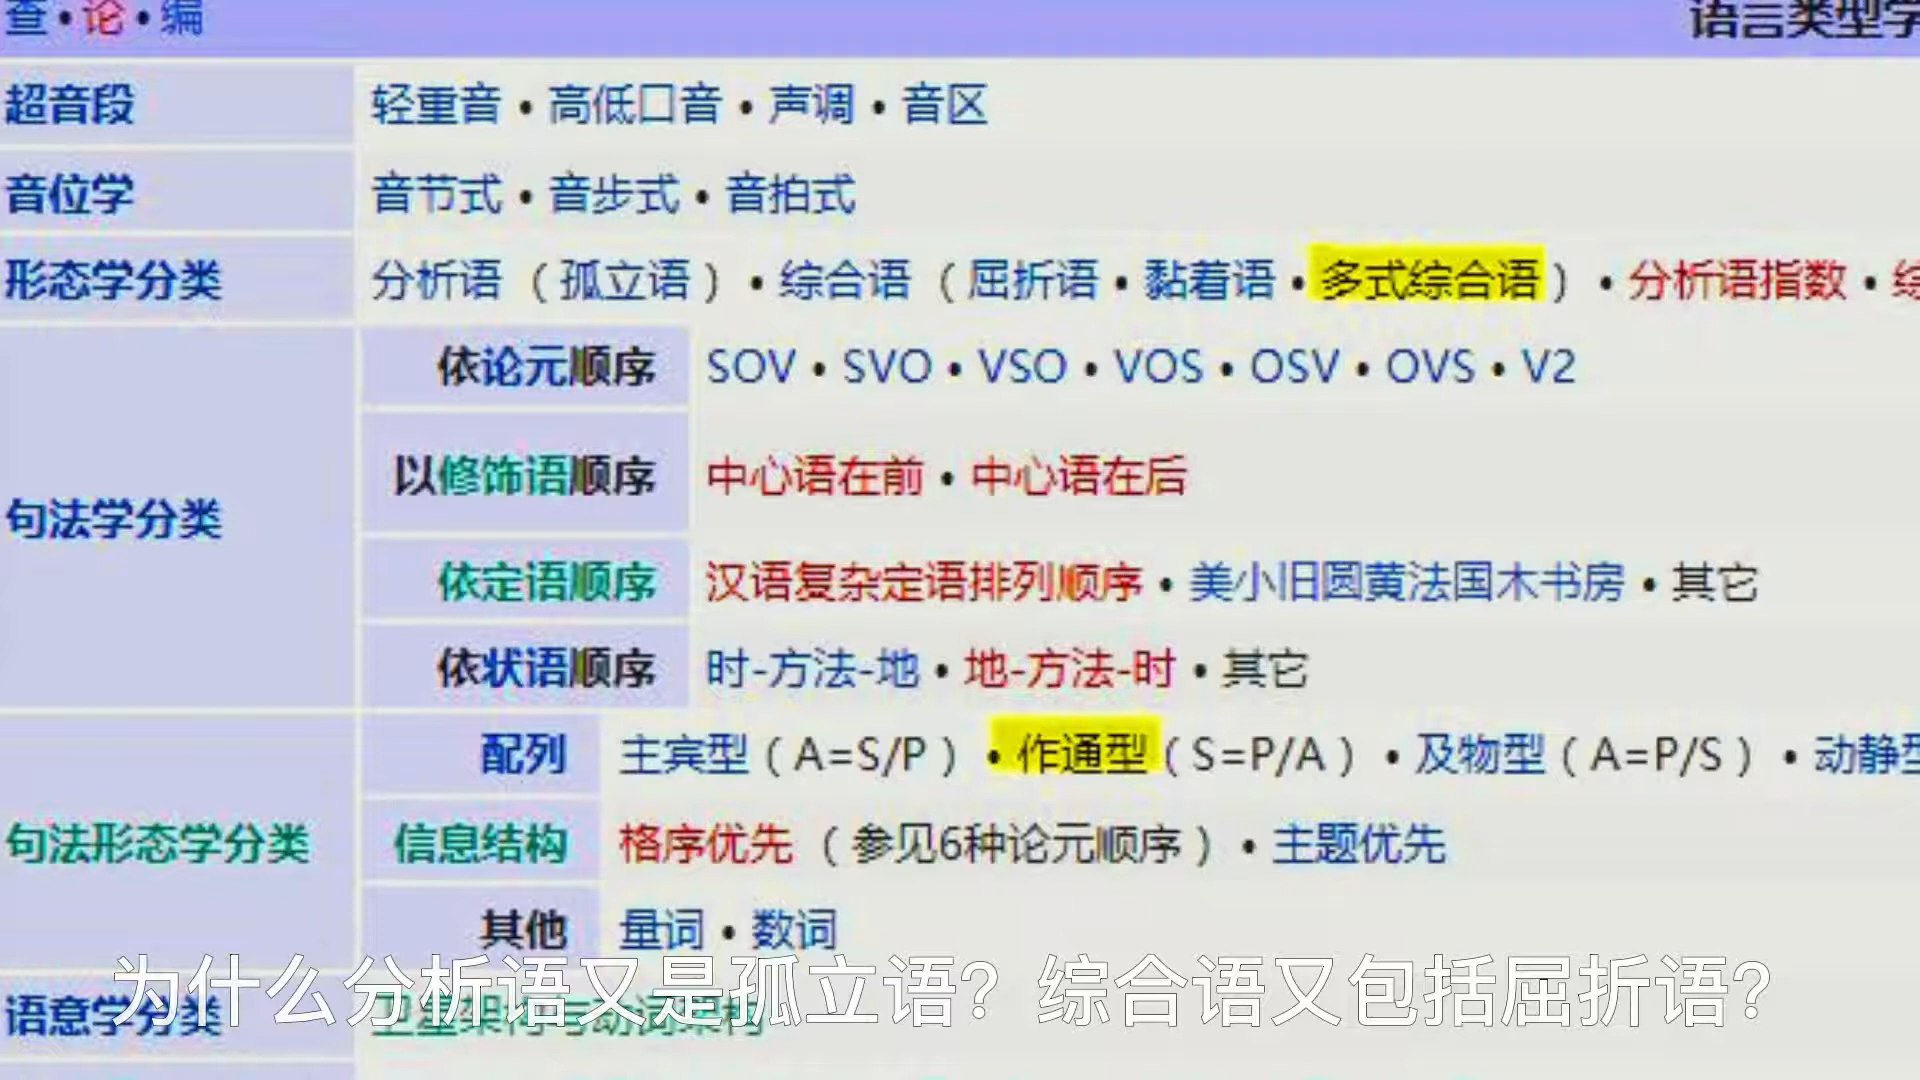 查·论·编 语言类型学
超音段 轻重音·高低口音·声调·音区
音位学 音节式·音步式·音拍式
形态学分类 分析语（孤立语）·综合语（屈折语·黏着语·多式综合语）·分析语指数·综
依论元顺序 SOV·SVO·VSO·VOS·OSV·OVS·V2
以修饰语顺序 中心语在前·中心语在后
句法学分类
依定语顺序 汉语复杂定语排列顺序·美小旧圆黄法国木书房·其它
依状语顺序 时-方法-地·地-方法-时·其它
配列 主宾型（A=S/P）·作通型（S=P/A）·及物型（A=P/S）·动静型
句法形态学分类 信息结构 格序优先（参见6种论元顺序）·主题优先
其他 量词·数词
为什么分析语又是孤立语？综合语又包括屈折语？
语意学分类